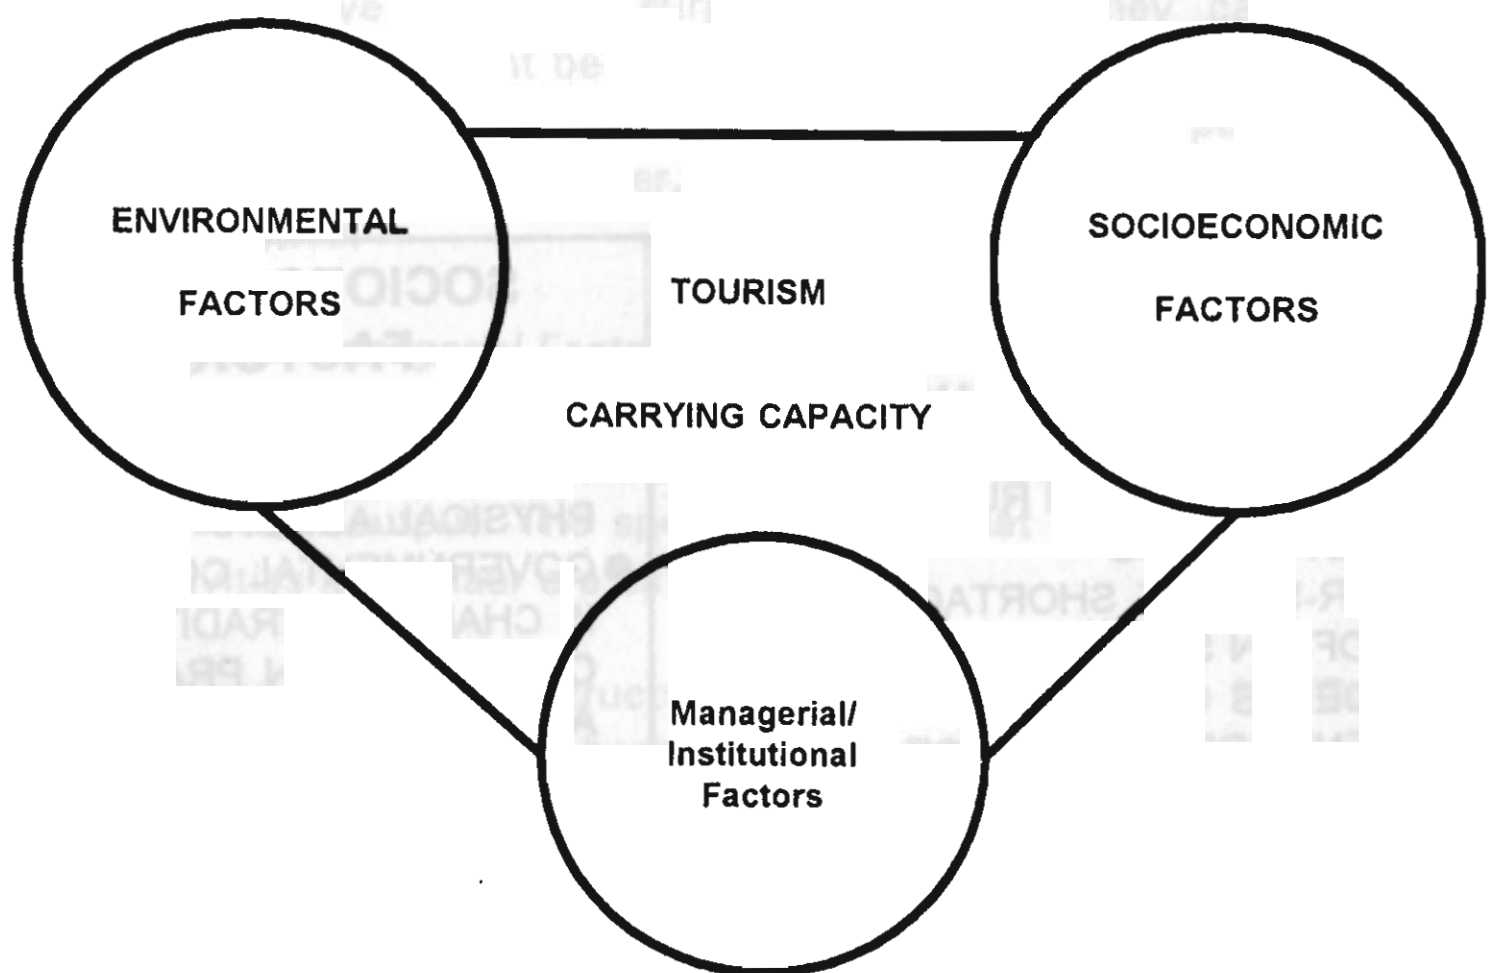 ENVIRONMENTAL
FACTORS
SOCIOECONOMIC
FACTORS
TOURISM
CARRYING CAPACITY
Managerial/
Institutional
Factors